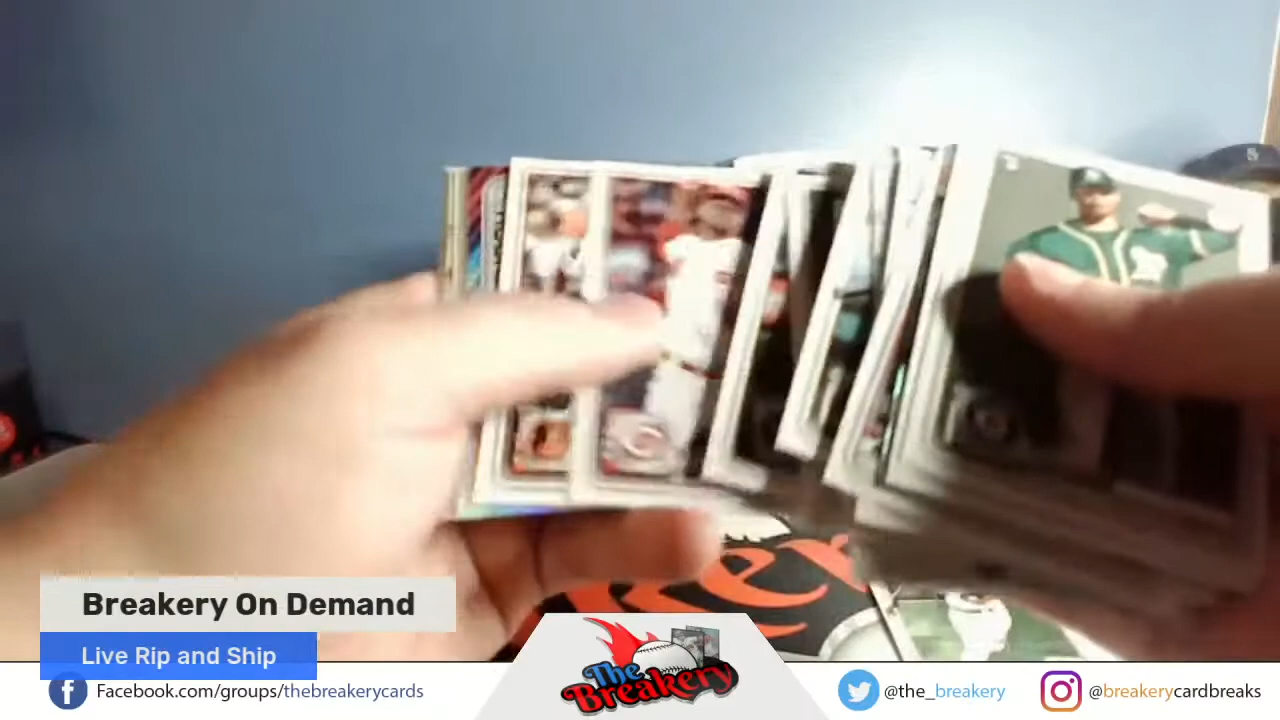 Breakery On Demand
Live Rip and Ship
Facebook.com/groups/thebreakerycards
The
Breakery
@the_breakery
@breakerycardbreaks